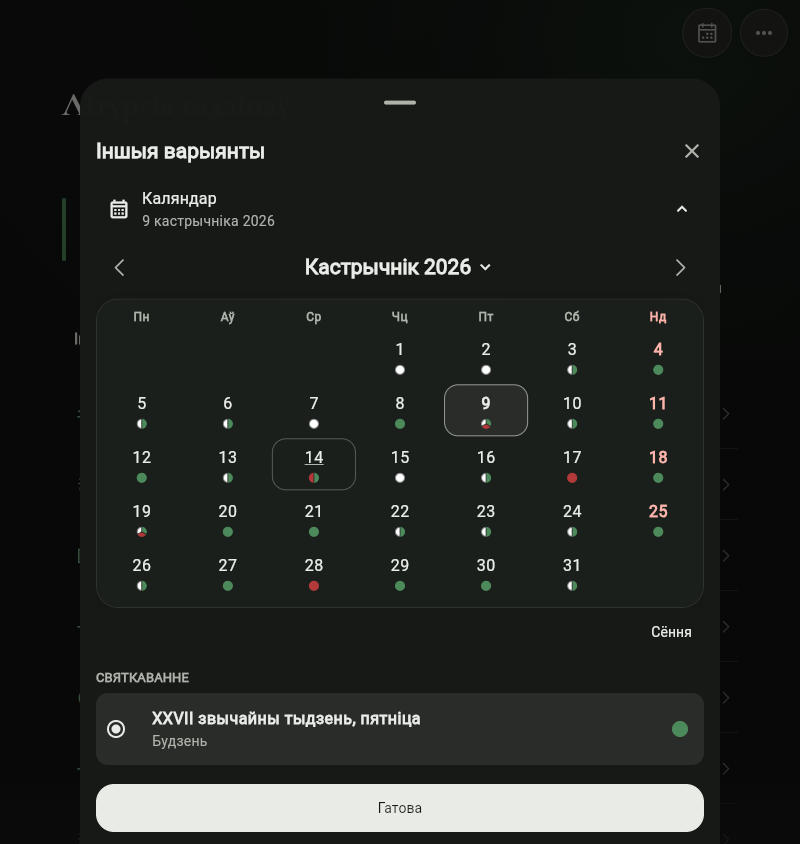 Іншыя варыянты
Каляндар
9 кастрычніка 2026
Кастрычнік 2026
Пн Аў Ср Чц Пт Сб Нд
1 2 3 4
5 6 7 8 9 10 11
12 13 14 15 16 17 18
19 20 21 22 23 24 25
26 27 28 29 30 31
Сёння
СВЯТКАВАННЕ
XXVII звычайны тыдзень, пятніца
Будзень
Гатова